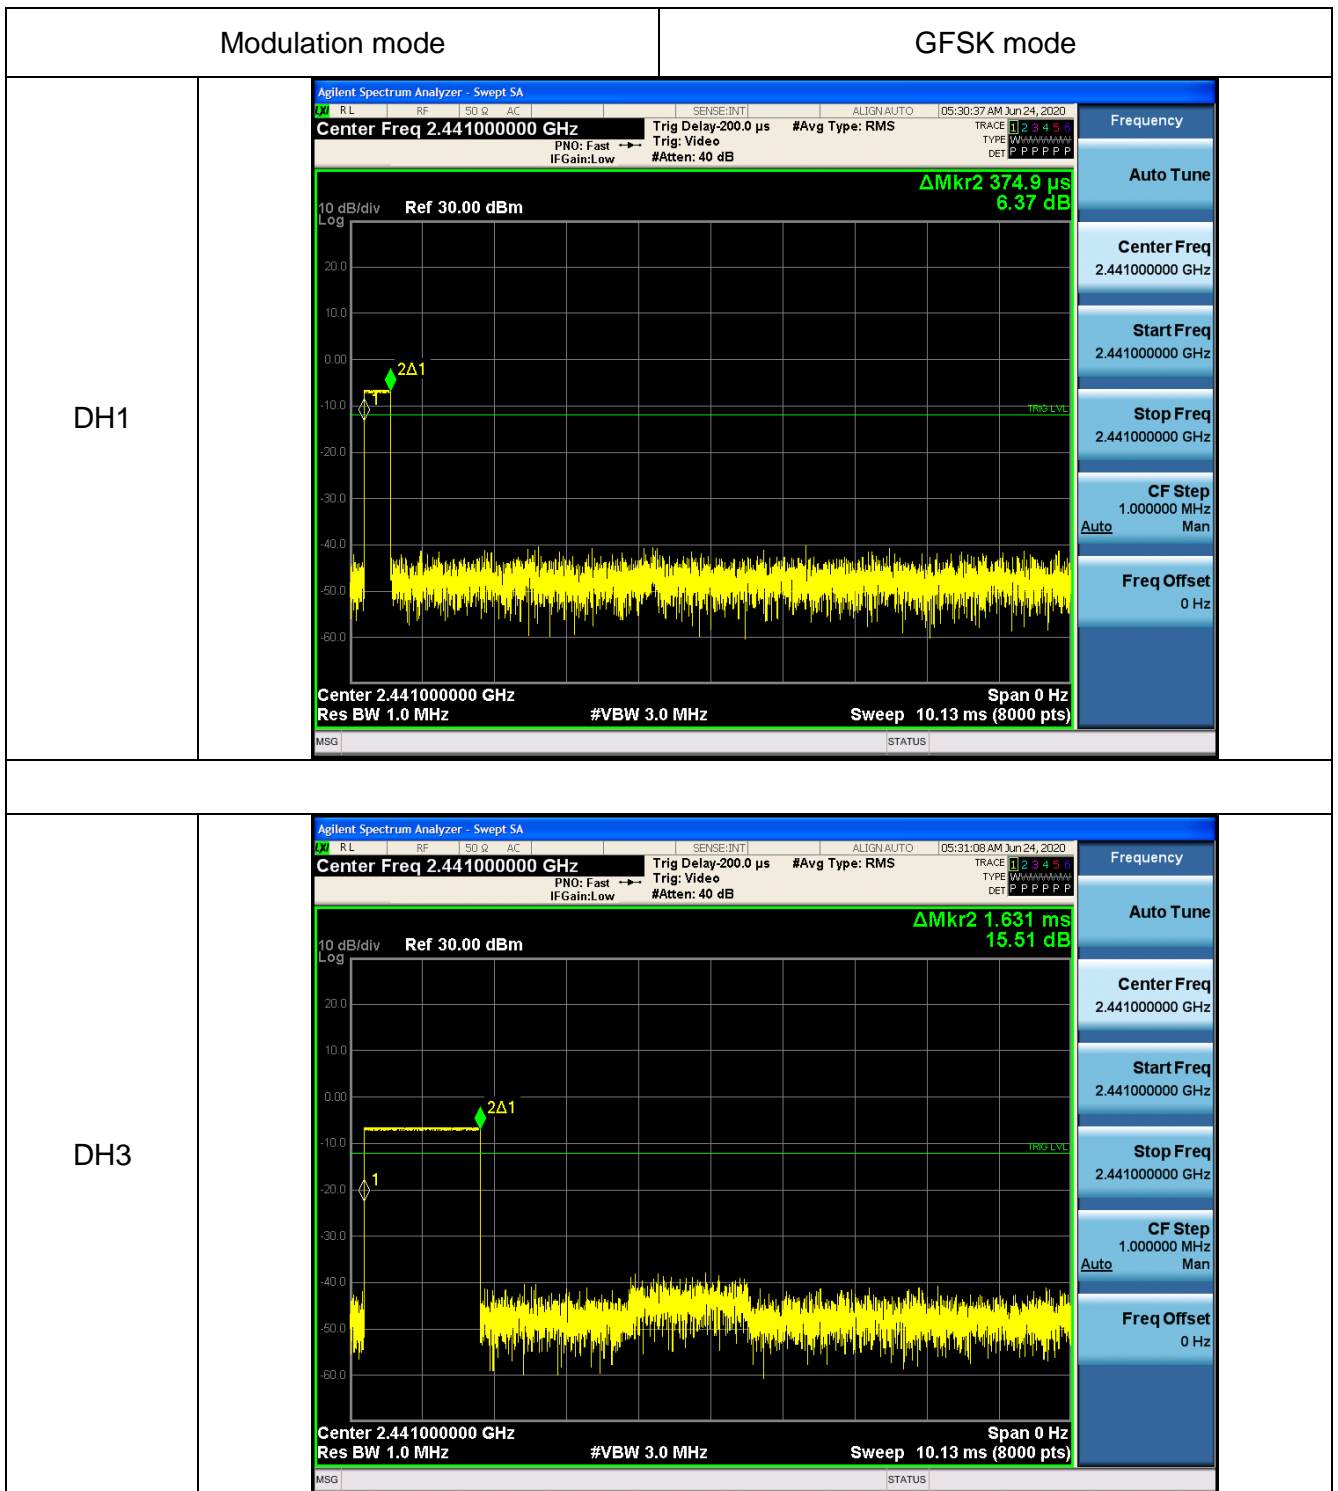 Modulation mode GFSK mode
DH1
Agilent Spectrum Analyzer - Swept SA
LXI RL RF 50 Ω AC SENSE:INT ALIGN AUTO 05:30:37 AM Jun 24, 2020
Center Freq 2.441000000 GHz Trig Delay-200.0 µs #Avg Type: RMS TRACE 1 2 3 4 5 6 Frequency
PNO: Fast Trig: Video TYPE WWWWWW
IFGain:Low #Atten: 40 dB DET P P P P P P
Auto Tune
ΔMkr2 374.9 µs
10 dB/div Ref 30.00 dBm 6.37 dB
Log
Center Freq
2.441000000 GHz
20.0
10.0
Start Freq
2.441000000 GHz
0.00
2Δ1
1
-10.0
TRIG LVL
Stop Freq
2.441000000 GHz
-20.0
-30.0
CF Step
1.000000 MHz
Auto Man
-40.0
-50.0
Freq Offset
0 Hz
-60.0
Center 2.441000000 GHz Span 0 Hz
Res BW 1.0 MHz #VBW 3.0 MHz Sweep 10.13 ms (8000 pts)
MSG STATUS
DH3
Agilent Spectrum Analyzer - Swept SA
LXI RL RF 50 Ω AC SENSE:INT ALIGN AUTO 05:31:08 AM Jun 24, 2020
Center Freq 2.441000000 GHz Trig Delay-200.0 µs #Avg Type: RMS TRACE 1 2 3 4 5 6 Frequency
PNO: Fast Trig: Video TYPE WWWWWW
IFGain:Low #Atten: 40 dB DET P P P P P P
Auto Tune
ΔMkr2 1.631 ms
10 dB/div Ref 30.00 dBm 15.51 dB
Log
Center Freq
2.441000000 GHz
20.0
10.0
Start Freq
2.441000000 GHz
0.00
2Δ1
-10.0
TRIG LVL
Stop Freq
2.441000000 GHz
1
-20.0
-30.0
CF Step
1.000000 MHz
Auto Man
-40.0
-50.0
Freq Offset
0 Hz
-60.0
Center 2.441000000 GHz Span 0 Hz
Res BW 1.0 MHz #VBW 3.0 MHz Sweep 10.13 ms (8000 pts)
MSG STATUS